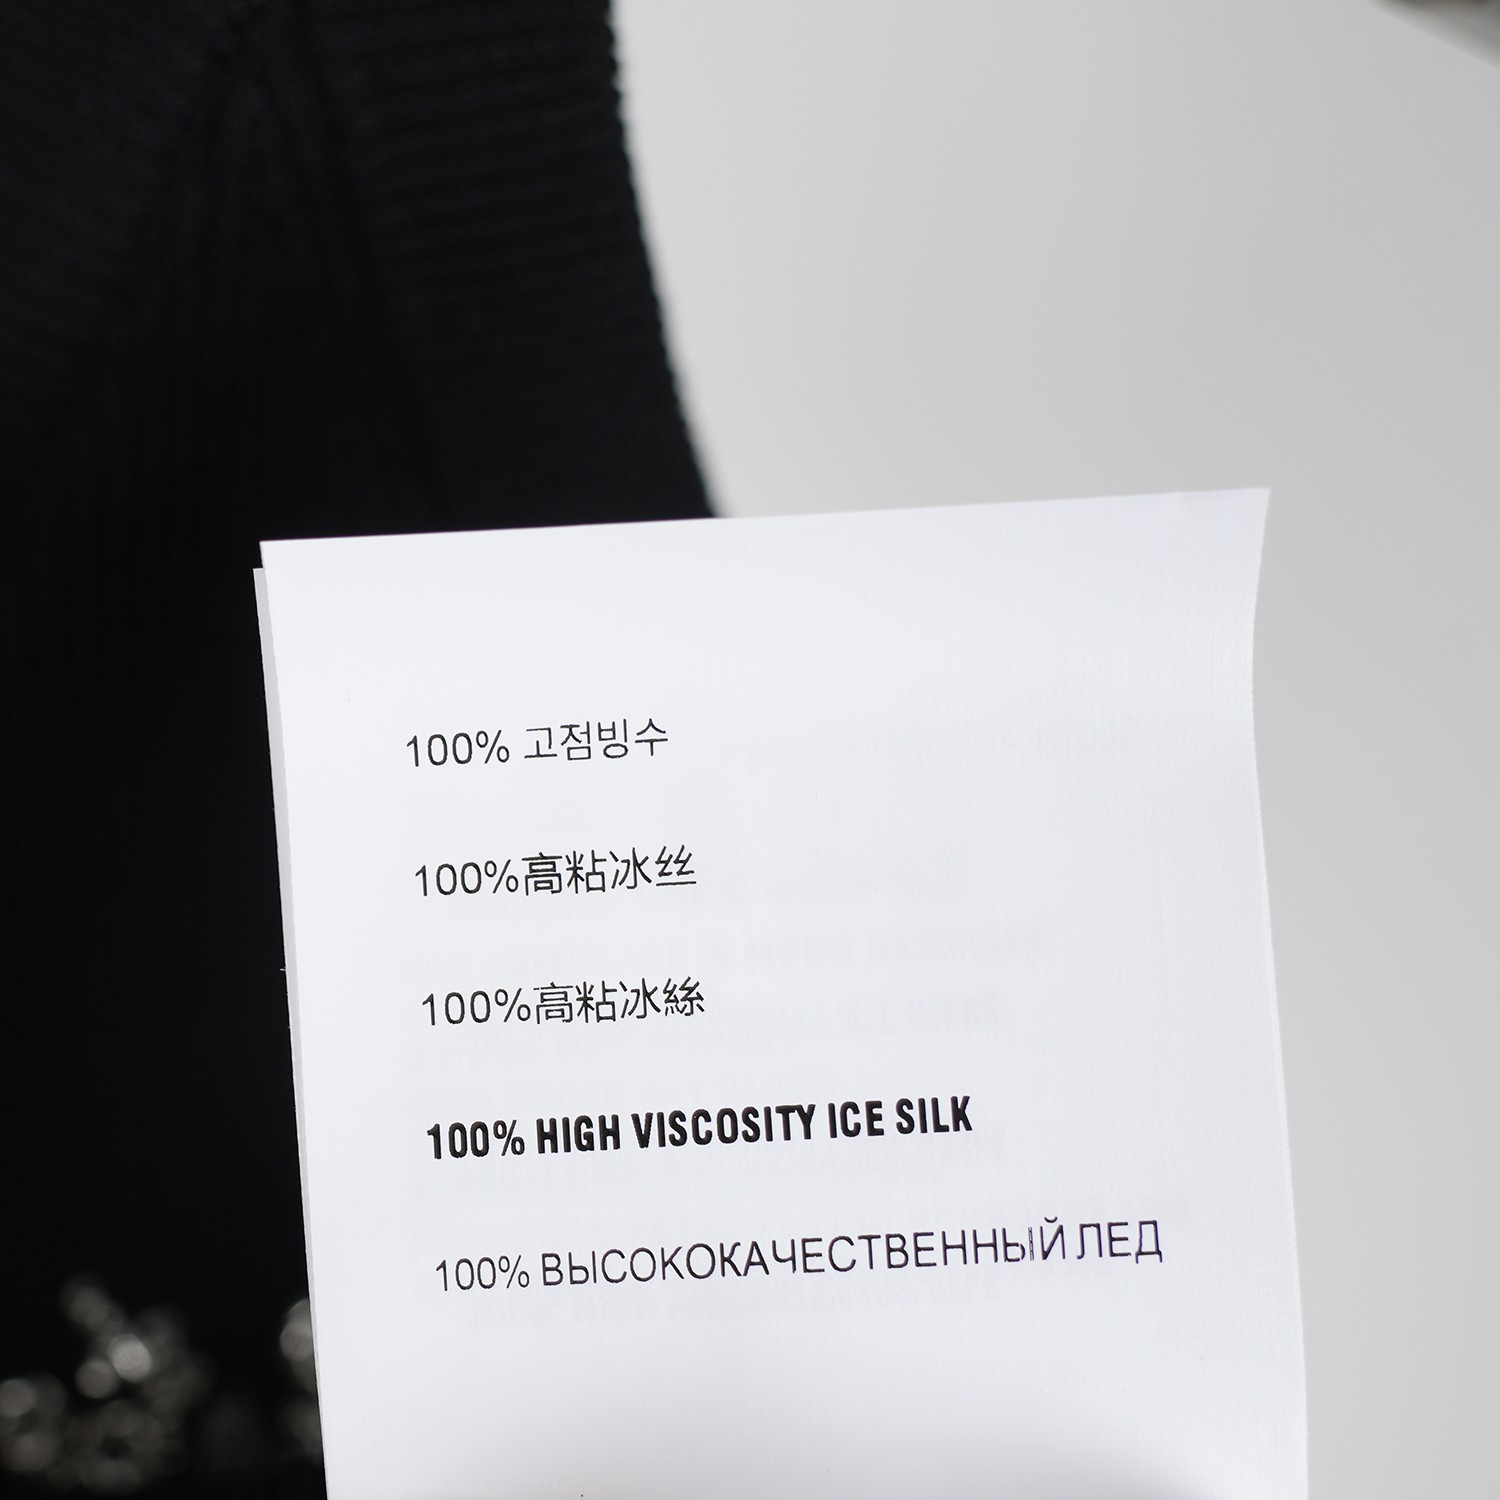 100% 고점빙수
100%高粘冰丝
100%高粘冰絲
100% HIGH VISCOSITY ICE SILK
100% ВЫСОКОКАЧЕСТВЕННЫЙ ЛЕД